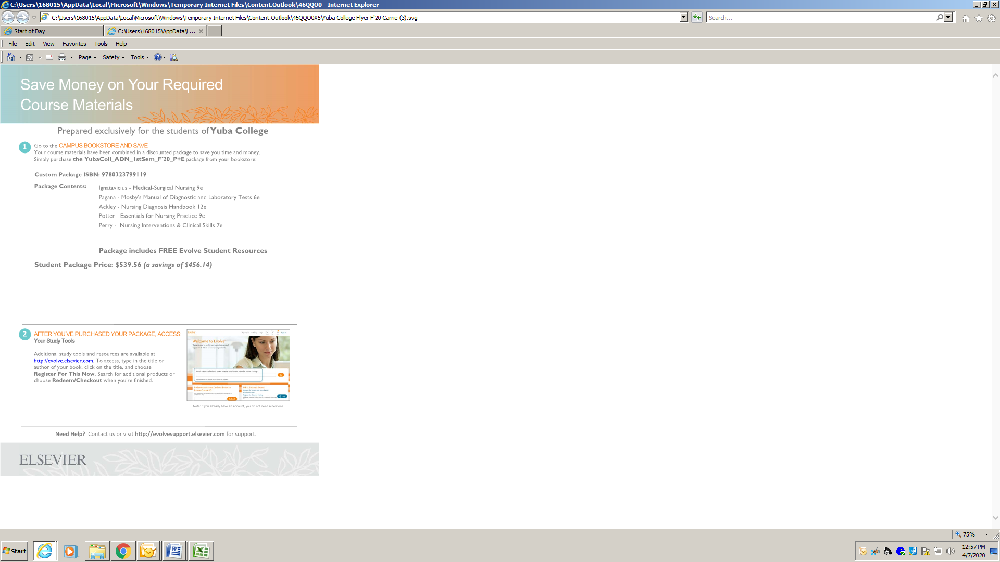 C:\Users\168015\AppData\Local\Microsoft\Windows\Temporary Internet Files\Content.Outlook\46QQO0 - Internet Explorer
C:\Users\168015\AppData\Local\Microsoft\Windows\Temporary Internet Files\Content.Outlook\46QQO0X5\Yuba College Flyer F'20 Carrie (3).svg
Search...
Start of Day
C:\Users\168015\AppData\L...
File Edit View Favorites Tools Help
Page Safety Tools
Save Money on Your Required
Course Materials
Prepared exclusively for the students of Yuba College
1 Go to the CAMPUS BOOKSTORE AND SAVE
Your course materials have been combined in a discounted package to save you time and money.
Simply purchase the YubaColl_ADN_1stSem_F'20_P+E package from your bookstore:
Custom Package ISBN: 9780323799119
Package Contents:
Ignatavicius - Medical-Surgical Nursing 9e
Pagana - Mosby's Manual of Diagnostic and Laboratory Tests 6e
Ackley - Nursing Diagnosis Handbook 12e
Potter - Essentials for Nursing Practice 9e
Perry - Nursing Interventions & Clinical Skills 7e
Package includes FREE Evolve Student Resources
Student Package Price: $539.56 (a savings of $456.14)
2 AFTER YOU'VE PURCHASED YOUR PACKAGE, ACCESS:
Your Study Tools
Additional study tools and resources are available at
http://evolve.elsevier.com. To access, type in the title or
author of your book, click on the title, and choose
Register For This Now. Search for additional products or
choose Redeem/Checkout when you're finished.
Welcome to Evolve
Note: If you already have an account, you do not need a new one.
Need Help? Contact us or visit http://evolvesupport.elsevier.com for support.
ELSEVIER
75%
Start
12:57 PM
4/7/2020